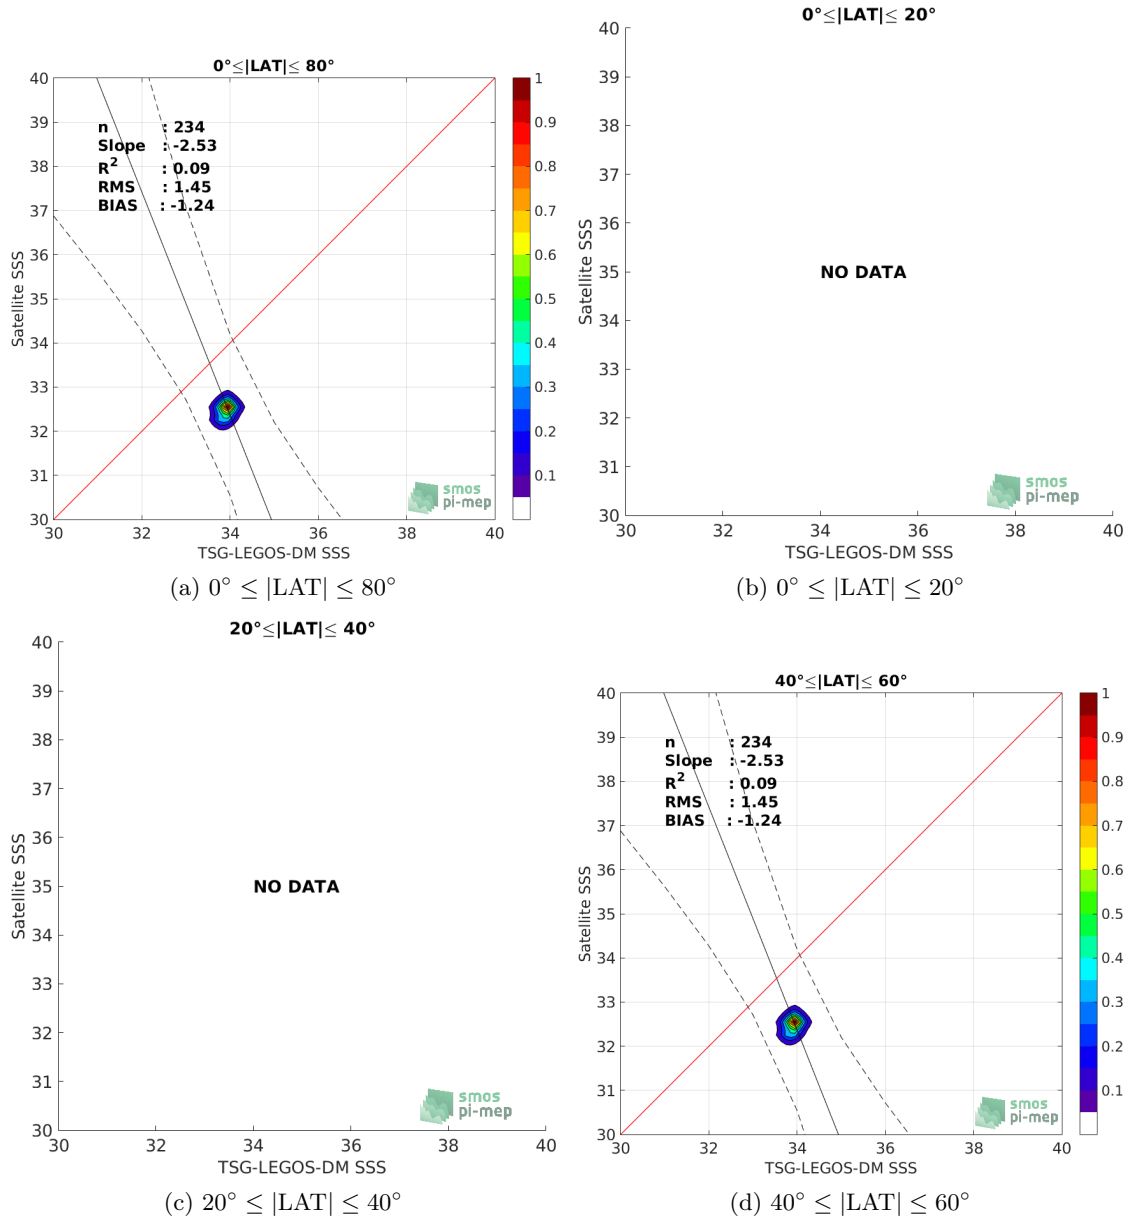 0°≤|LAT|≤ 80°
40
39
38
37
36
35
34
33
32
31
30
n : 234
Slope : -2.53
R² : 0.09
RMS : 1.45
BIAS : -1.24
1
0.9
0.8
0.7
0.6
0.5
0.4
0.3
0.2
0.1
Satellite SSS
smos
pi-mep
30 32 34 36 38 40
TSG-LEGOS-DM SSS
(a) 0° ≤ |LAT| ≤ 80°
0°≤|LAT|≤ 20°
40
39
38
37
36
35
34
33
32
31
30
Satellite SSS
NO DATA
smos
pi-mep
30 32 34 36 38 40
TSG-LEGOS-DM SSS
(b) 0° ≤ |LAT| ≤ 20°
20°≤|LAT|≤ 40°
40
39
38
37
36
35
34
33
32
31
30
Satellite SSS
NO DATA
smos
pi-mep
30 32 34 36 38 40
TSG-LEGOS-DM SSS
(c) 20° ≤ |LAT| ≤ 40°
40°≤|LAT|≤ 60°
40
39
38
37
36
35
34
33
32
31
30
n : 234
Slope : -2.53
R² : 0.09
RMS : 1.45
BIAS : -1.24
1
0.9
0.8
0.7
0.6
0.5
0.4
0.3
0.2
0.1
Satellite SSS
smos
pi-mep
30 32 34 36 38 40
TSG-LEGOS-DM SSS
(d) 40° ≤ |LAT| ≤ 60°